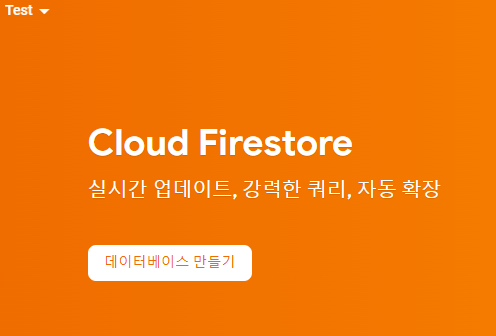 Test
Cloud Firestore
실시간 업데이트, 강력한 쿼리, 자동 확장
데이터베이스 만들기